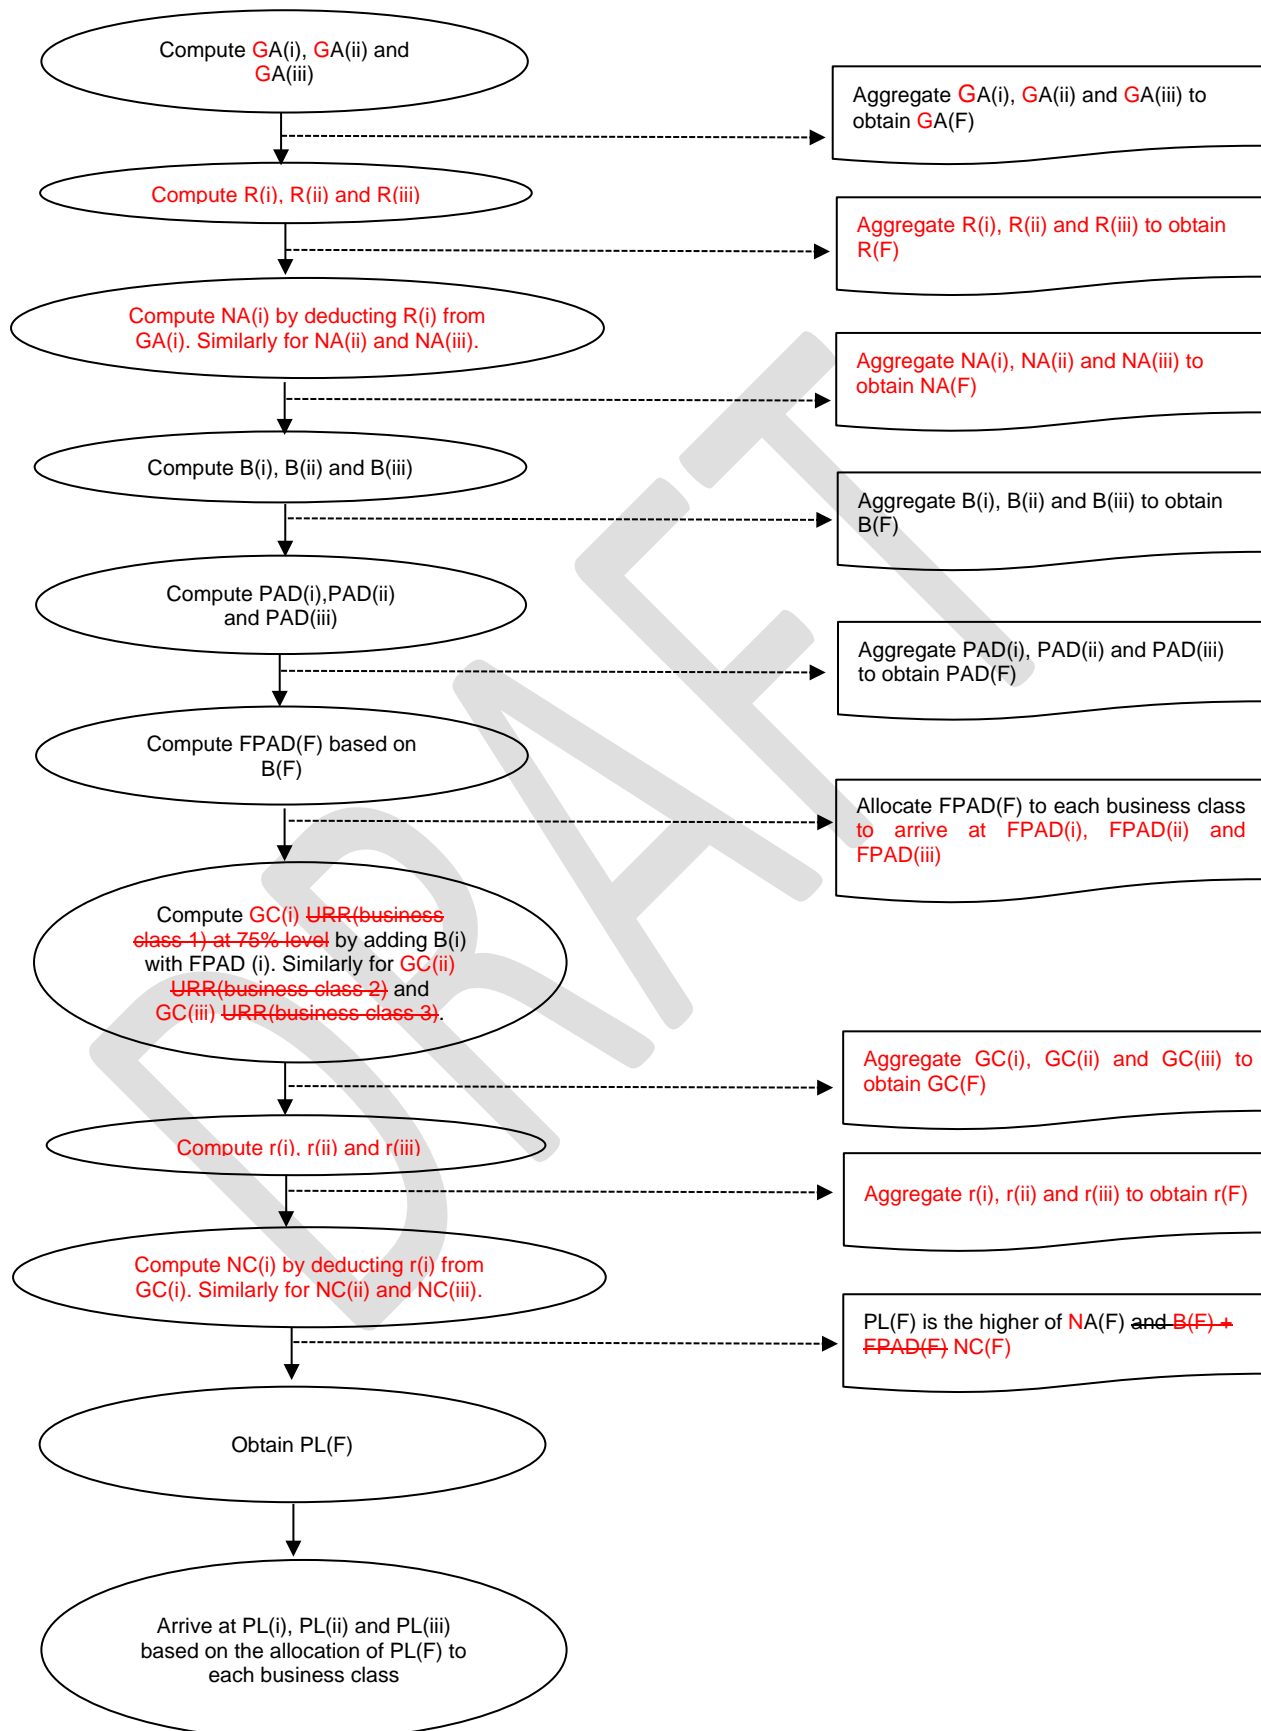 Compute GA(i), GA(ii) and
GA(iii)
Aggregate GA(i), GA(ii) and GA(iii) to
obtain GA(F)
Compute R(i), R(ii) and R(iii)
Aggregate R(i), R(ii) and R(iii) to obtain
R(F)
Compute NA(i) by deducting R(i) from
GA(i). Similarly for NA(ii) and NA(iii).
Aggregate NA(i), NA(ii) and NA(iii) to
obtain NA(F)
Compute B(i), B(ii) and B(iii)
Aggregate B(i), B(ii) and B(iii) to obtain
B(F)
Compute PAD(i),PAD(ii)
and PAD(iii)
Aggregate PAD(i), PAD(ii) and PAD(iii)
to obtain PAD(F)
Compute FPAD(F) based on
B(F)
Allocate FPAD(F) to each business class
to arrive at FPAD(i), FPAD(ii) and
FPAD(iii)
Compute GC(i) URR(business
class 1) at 75% level by adding B(i)
with FPAD (i). Similarly for GC(ii)
URR(business class 2) and
GC(iii) URR(business class 3).
Aggregate GC(i), GC(ii) and GC(iii) to
obtain GC(F)
Compute r(i), r(ii) and r(iii)
Aggregate r(i), r(ii) and r(iii) to obtain r(F)
Compute NC(i) by deducting r(i) from
GC(i). Similarly for NC(ii) and NC(iii).
PL(F) is the higher of NA(F) and B(F) +
FPAD(F) NC(F)
Obtain PL(F)
Arrive at PL(i), PL(ii) and PL(iii)
based on the allocation of PL(F) to
each business class
DRAFT